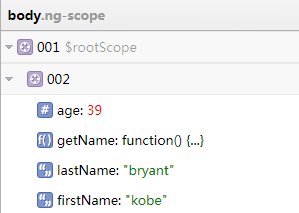 body.ng-scope
001 $rootScope
002
# age: 39
f() getName: function() {...}
"" lastName: "bryant"
"" firstName: "kobe"